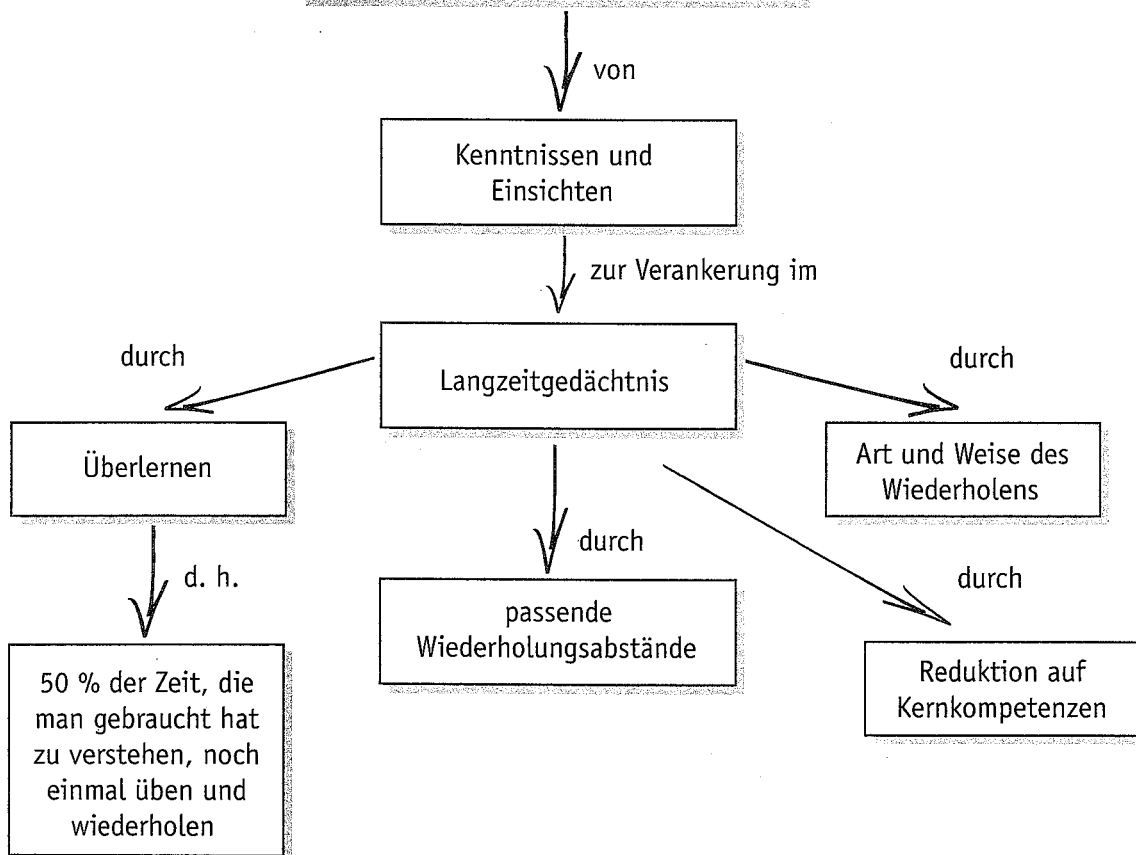 von
Kenntnissen und
Einsichten
zur Verankerung im
Langzeitgedächtnis
durch
durch
Überlernen
Art und Weise des
Wiederholens
d. h.
durch
durch
passende
Wiederholungsabstände
50 % der Zeit, die
man gebraucht hat
zu verstehen, noch
einmal üben und
wiederholen
Reduktion auf
Kernkompetenzen